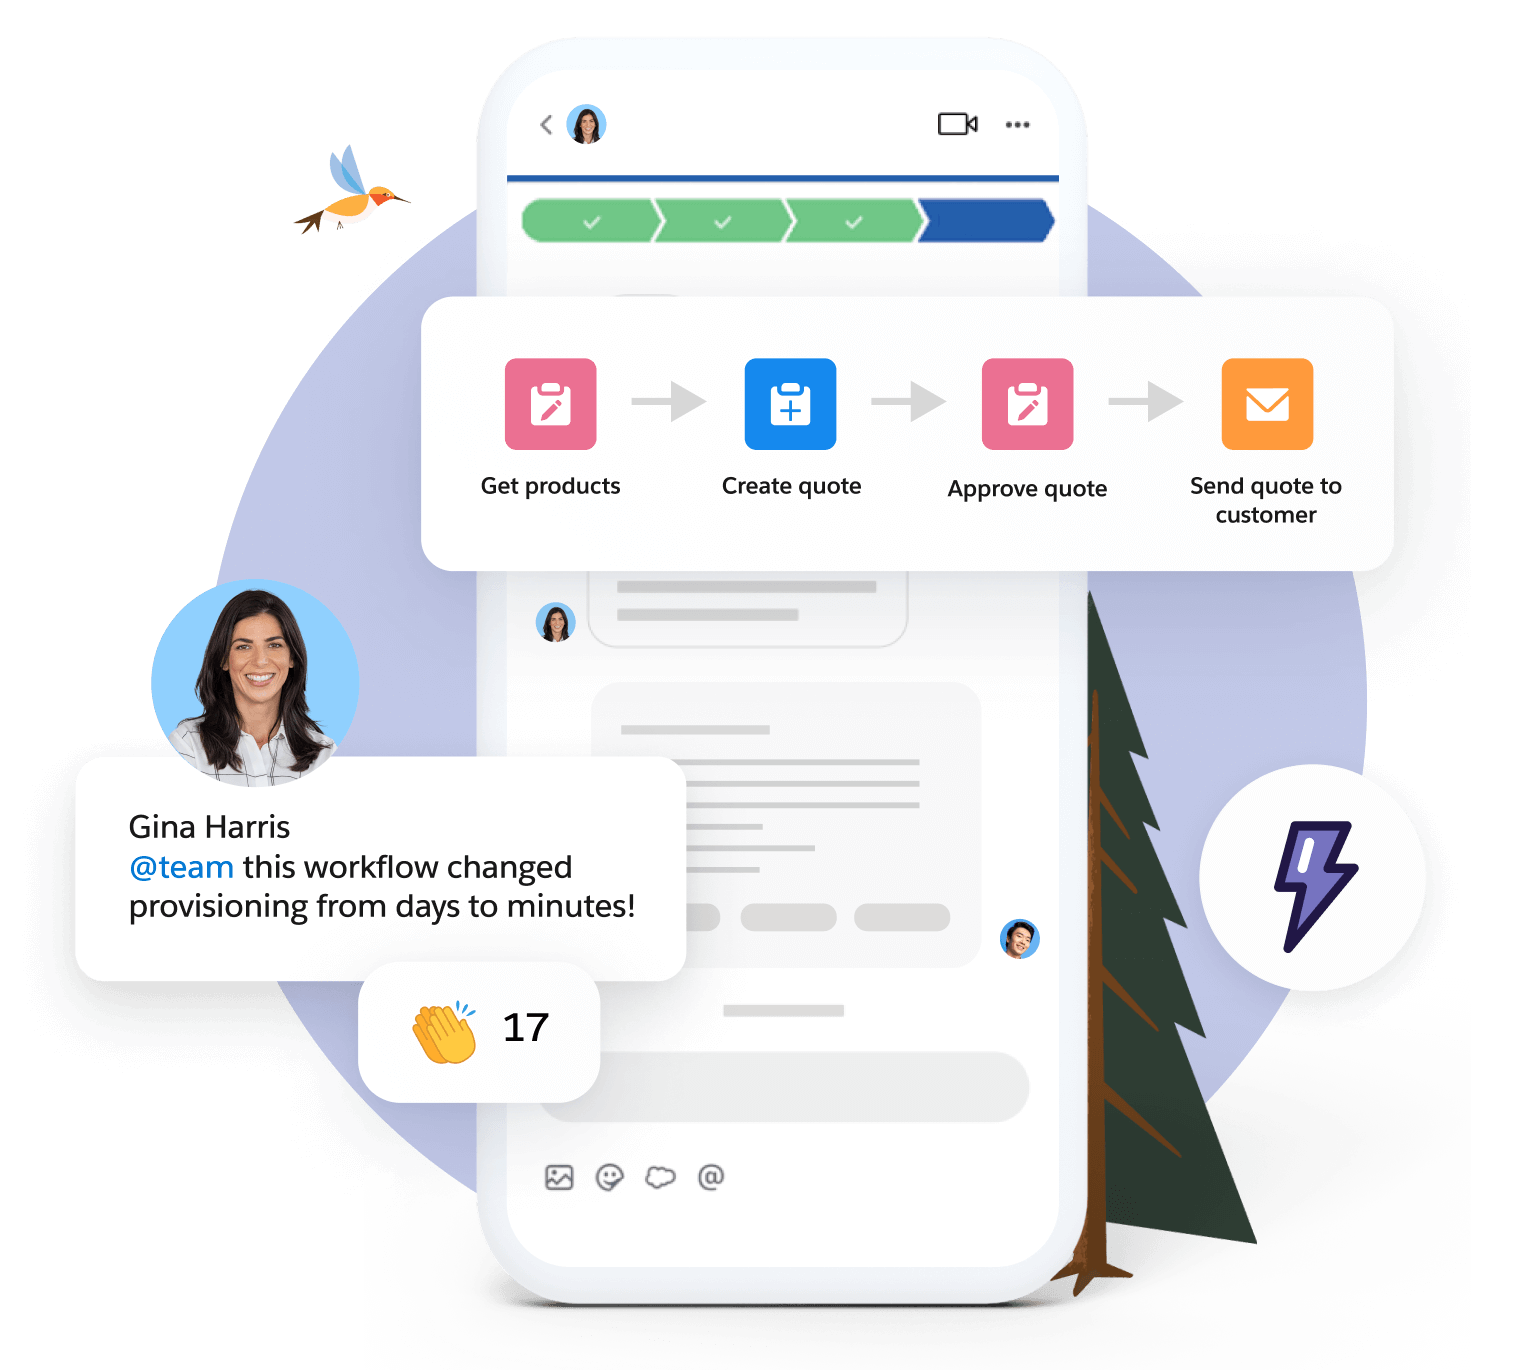 Get products
Create quote
Approve quote
Send quote to
customer
Gina Harris
@team this workflow changed
provisioning from days to minutes!
17